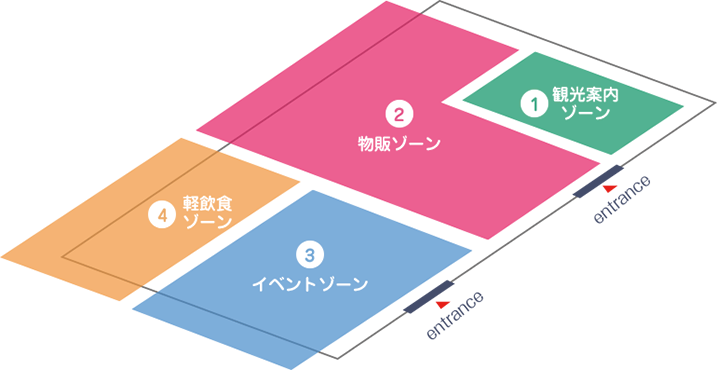 1 観光案内
ゾーン
2
物販ゾーン
4 軽飲食
ゾーン
3
イベントゾーン
entrance
entrance